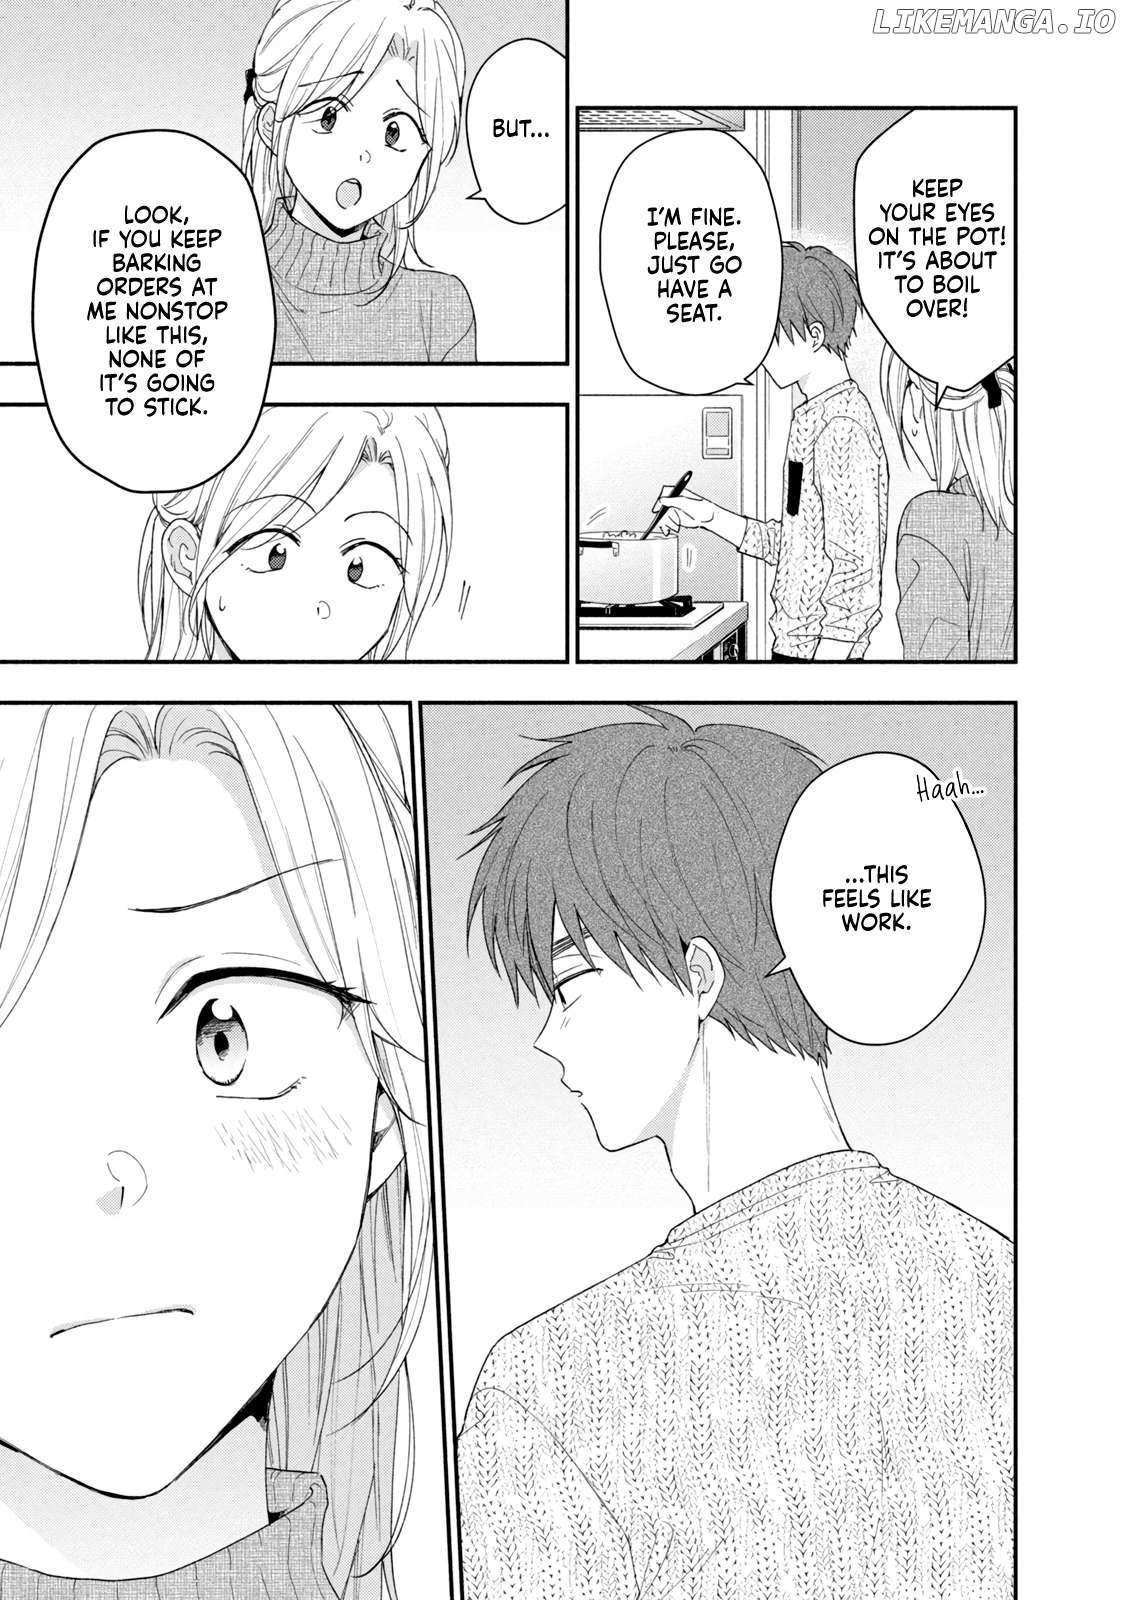 LIKEMANGA.IO
KEEP
YOUR EYES
ON THE POT!
IT'S ABOUT
TO BOIL
OVER!
I'M FINE.
PLEASE,
JUST GO
HAVE A
SEAT.
BUT...
LOOK,
IF YOU KEEP
BARKING
ORDERS AT
ME NONSTOP
LIKE THIS,
NONE OF
IT'S GOING
TO STICK.
Haah...
...THIS
FEELS LIKE
WORK.